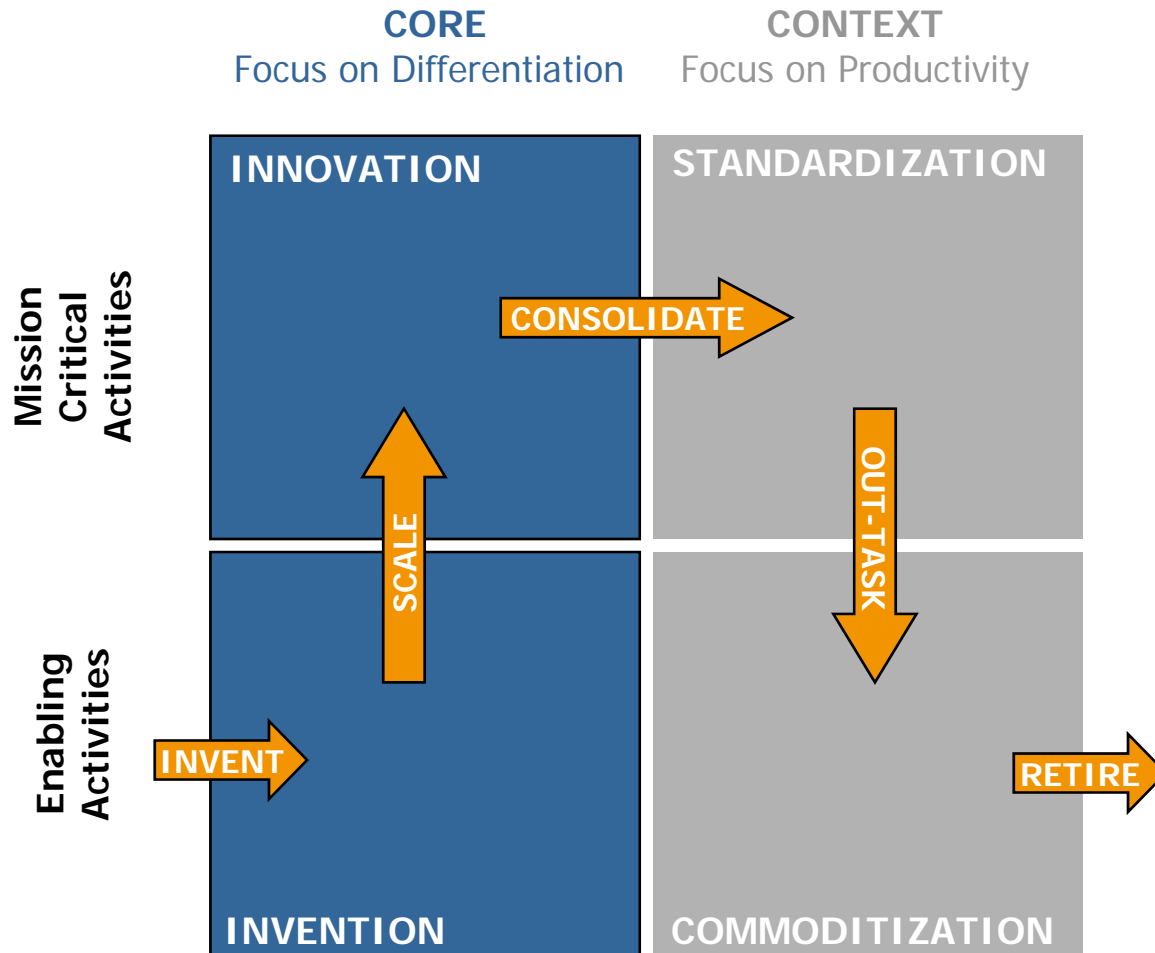 CORE
Focus on Differentiation
CONTEXT
Focus on Productivity
INNOVATION
STANDARDIZATION
Mission
Critical
Activities
CONSOLIDATE
SCALE
OUT-TASK
Enabling
Activities
INVENT
RETIRE
INVENTION
COMMODITIZATION